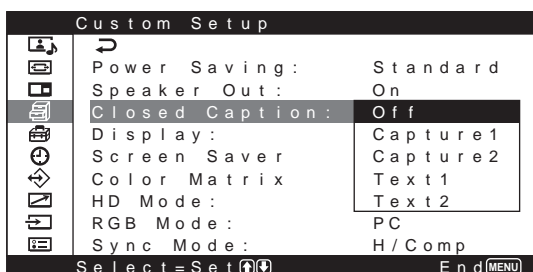 Custom Setup
Power Saving: Standard
Speaker Out: On
Closed Caption: Off
Display: Capture1
Screen Saver Capture2
Color Matrix Text1
HD Mode: Text2
RGB Mode: PC
Sync Mode: H/Comp
Select=Set End MENU